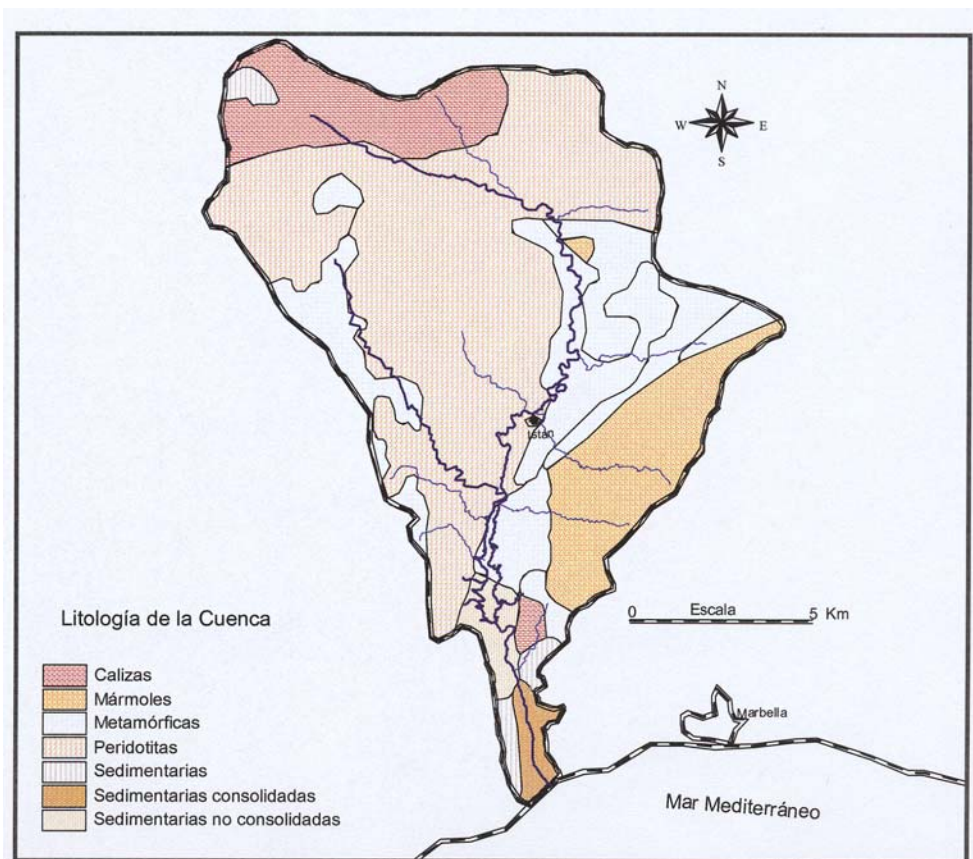 N
W E
S
Istán
Litología de la Cuenca
0 Escala 5 Km
Calizas
Mármoles
Metamórficas
Peridotitas
Sedimentarias
Sedimentarias consolidadas
Sedimentarias no consolidadas
Marbella
Mar Mediterráneo